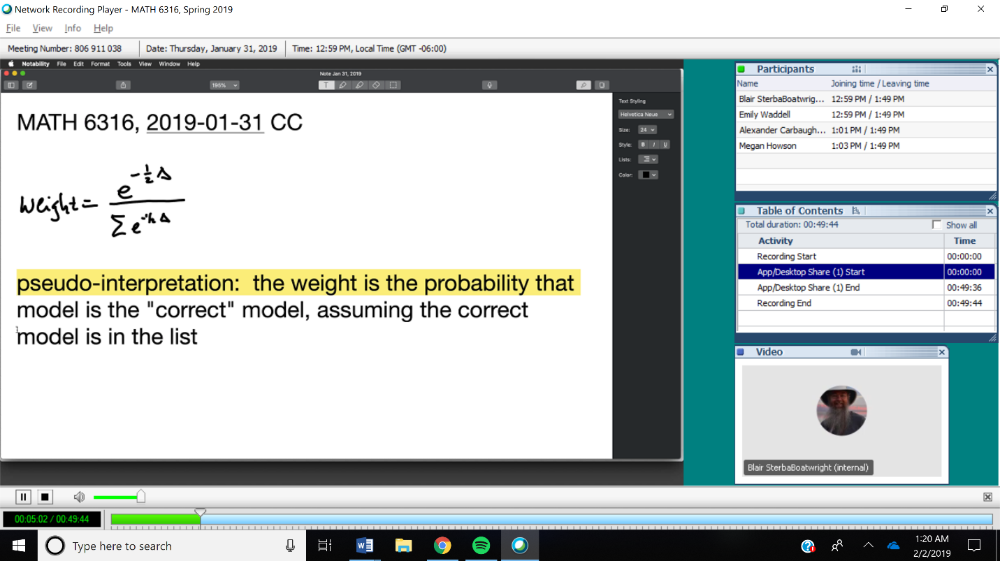 Network Recording Player - MATH 6316, Spring 2019
File View Info Help
Meeting Number: 806 911 038 Date: Thursday, January 31, 2019 Time: 12:59 PM, Local Time (GMT -06:00)
Notability File Edit Format Tools View Window Help
Note Jan 31, 2019
195%
T
MATH 6316, 2019-01-31 CC
Weight = e^{-½Δ} / Σ e^{-½Δ}
pseudo-interpretation: the weight is the probability that
model is the "correct" model, assuming the correct
model is in the list
Text Styling
Helvetica Neue
Size: 24
Style: B I U
Lists:
Color:
Participants
Name Joining time / Leaving time
Blair SterbaBoatwrig... 12:59 PM / 1:49 PM
Emily Waddell 12:59 PM / 1:49 PM
Alexander Carbaugh... 1:01 PM / 1:49 PM
Megan Howson 1:03 PM / 1:49 PM
Table of Contents
Total duration: 00:49:44 Show all
Activity Time
Recording Start 00:00:00
App/Desktop Share (1) Start 00:00:00
App/Desktop Share (1) End 00:49:36
Recording End 00:49:44
Video
Blair SterbaBoatwright (internal)
00:05:02 / 00:49:44
Type here to search
1:20 AM
2/2/2019